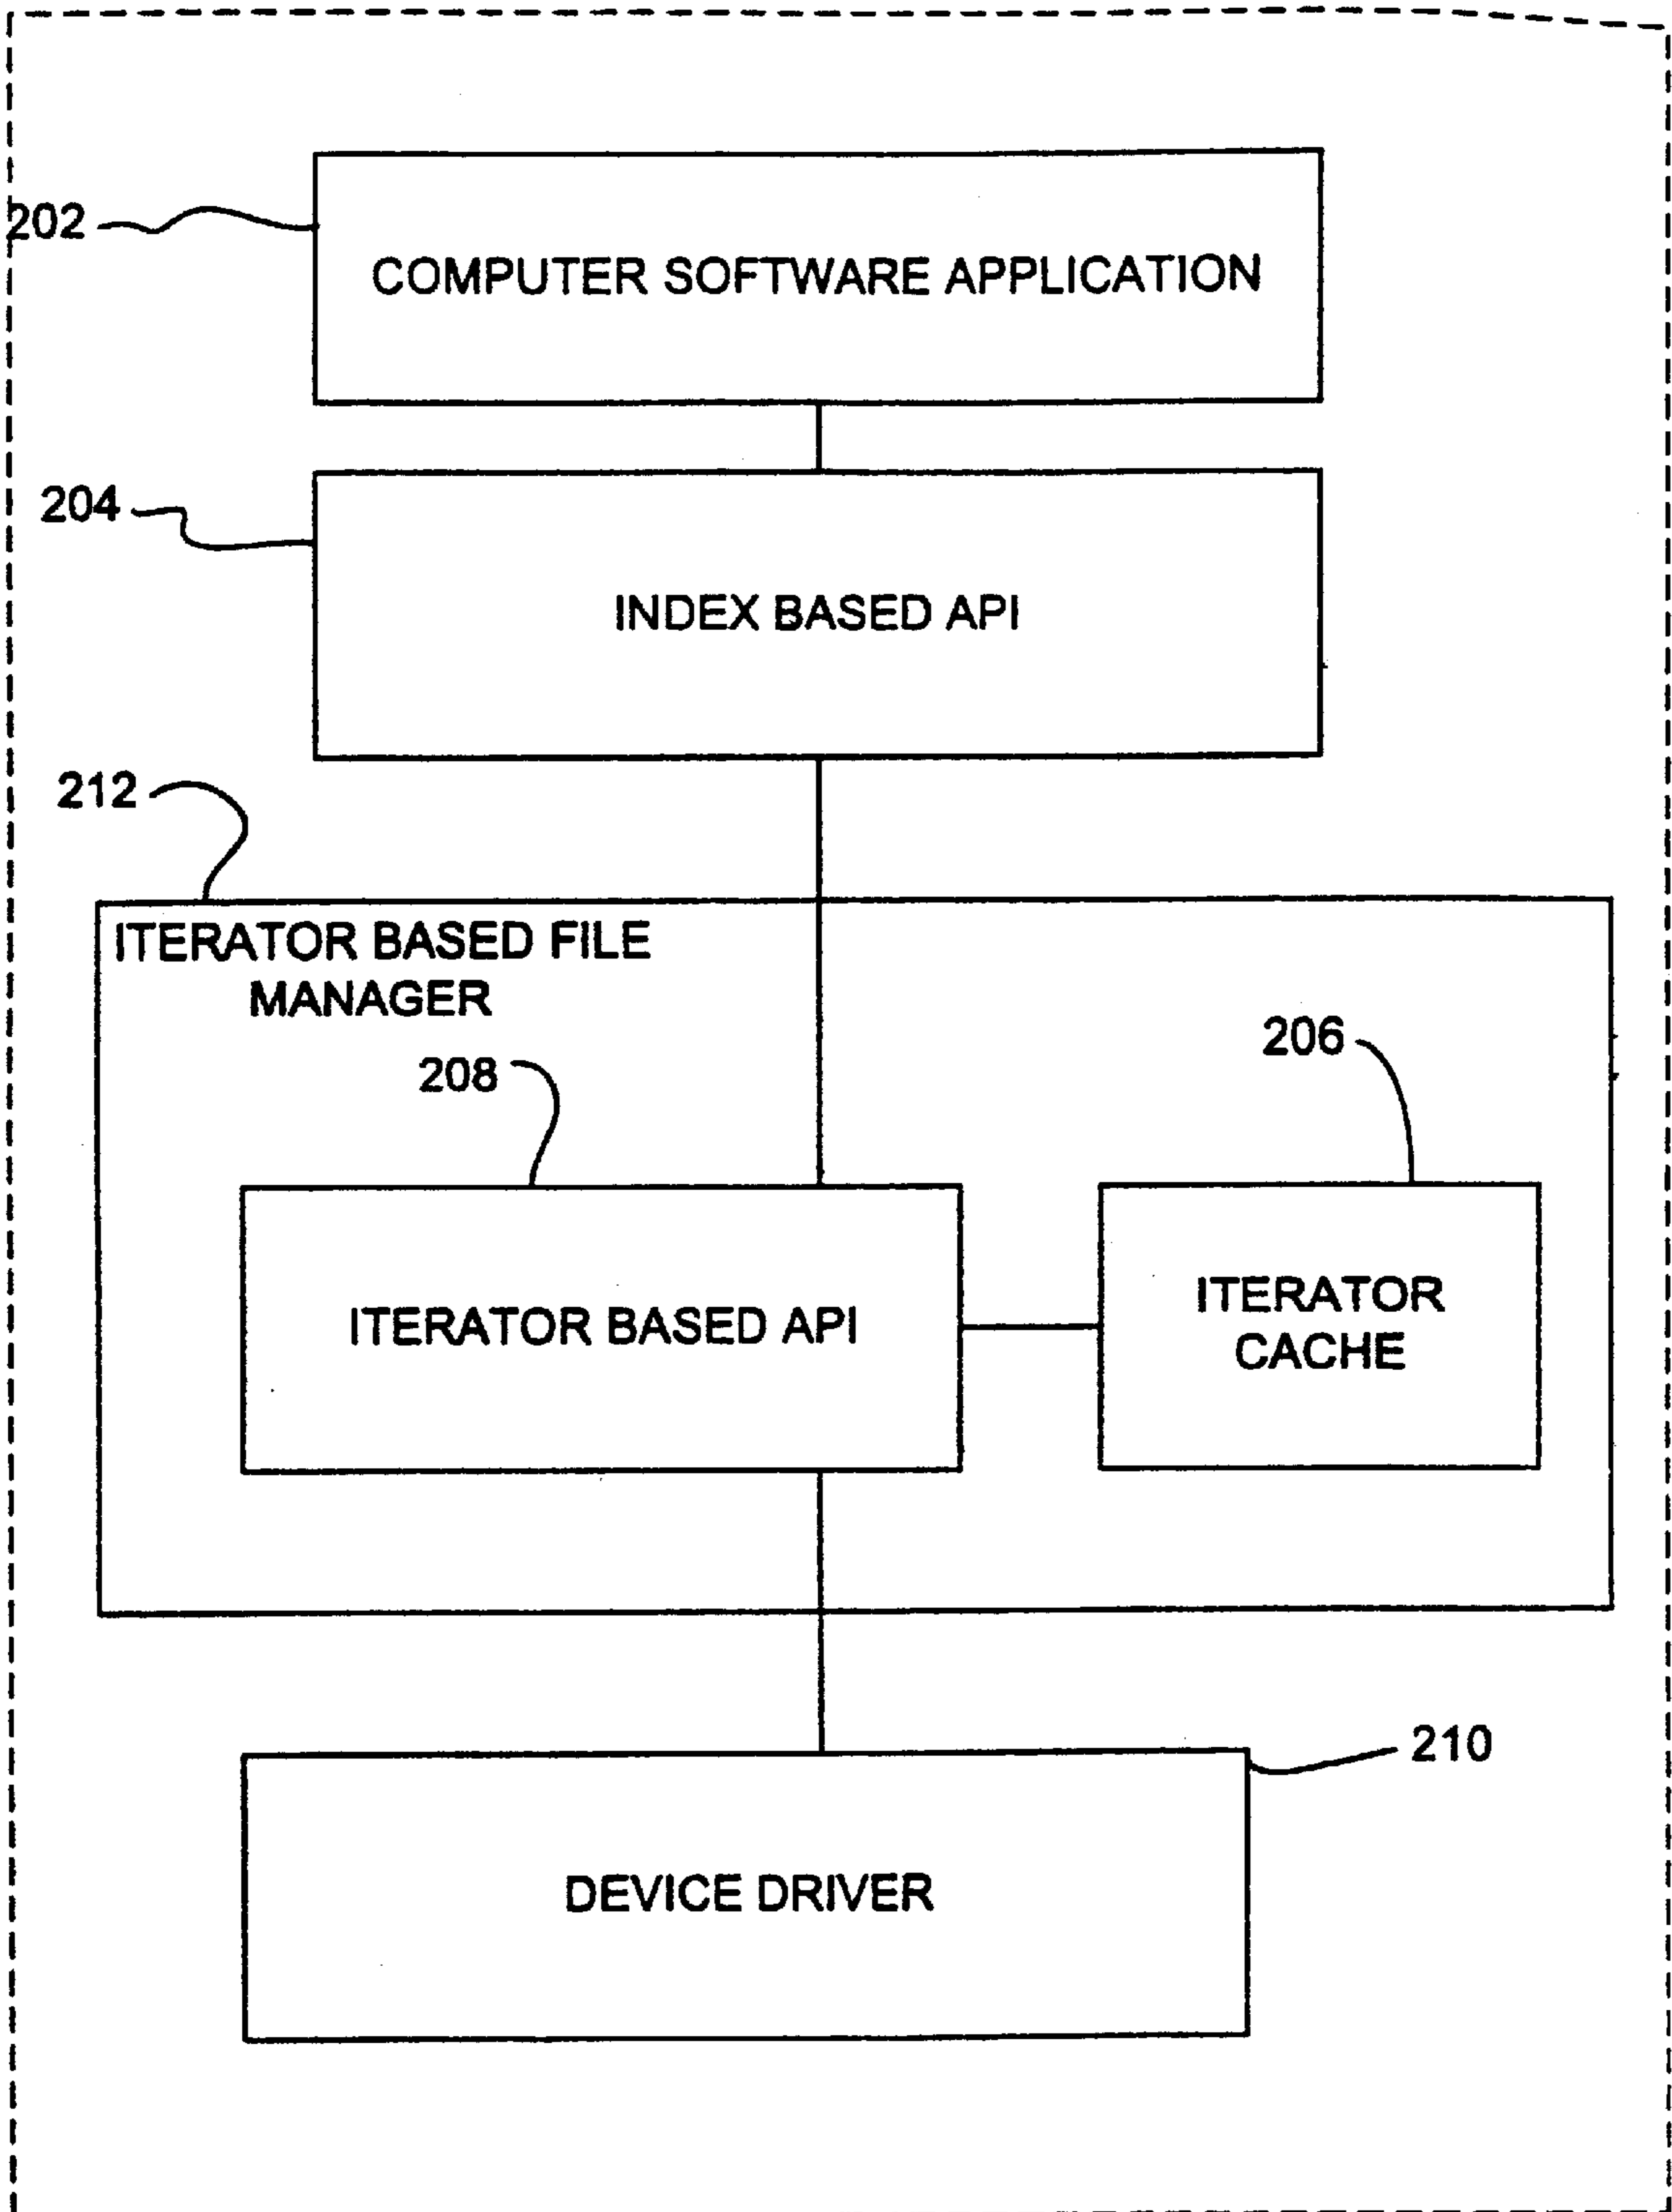 202
COMPUTER SOFTWARE APPLICATION
204
INDEX BASED API
212
ITERATOR BASED FILE
MANAGER
208
206
ITERATOR BASED API
ITERATOR
CACHE
210
DEVICE DRIVER